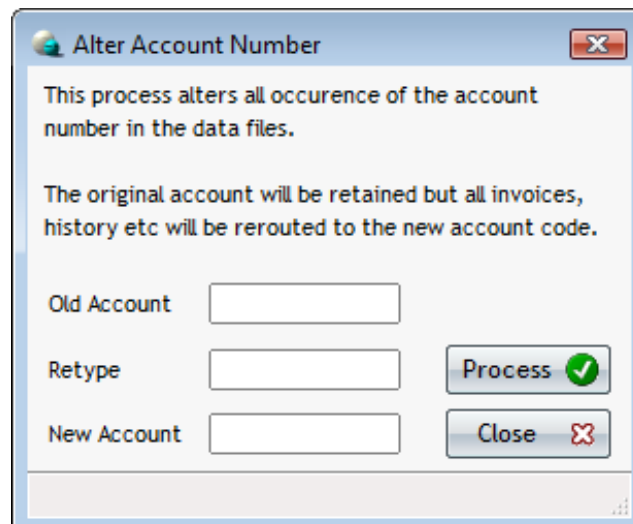 Alter Account Number
This process alters all occurence of the account
number in the data files.
The original account will be retained but all invoices,
history etc will be rerouted to the new account code.
Old Account
Retype
Process
New Account
Close